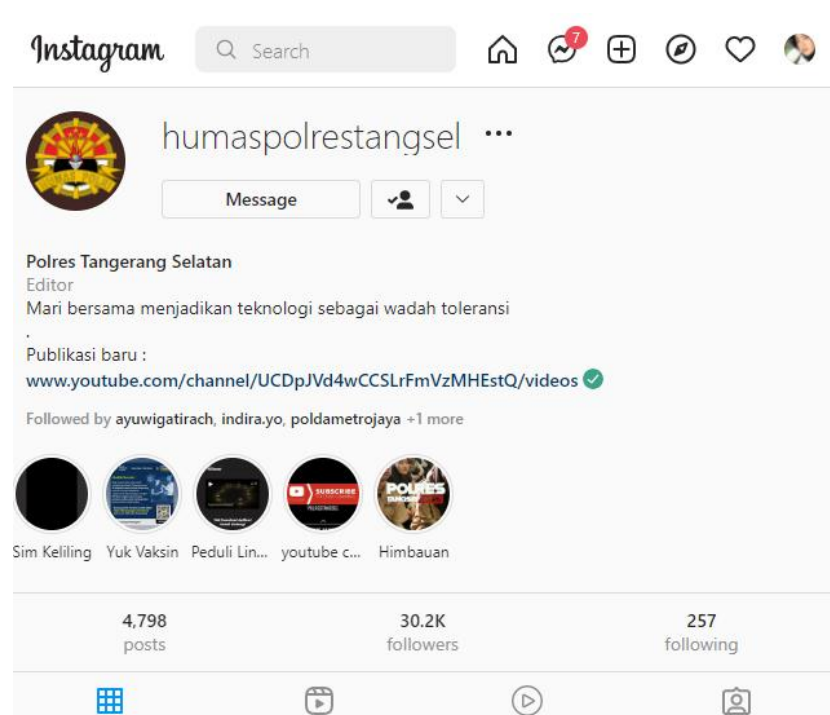 Instagram
Search
7
humaspolrestangsel
Message
Polres Tangerang Selatan
Editor
Mari bersama menjadikan teknologi sebagai wadah toleransi
.
Publikasi baru :
www.youtube.com/channel/UCDpJVd4wCCSLrFmVzMHEstQ/videos
Followed by ayuwigatirach, indira.yo, poldametrojaya +1 more
SUBSCRIBE
POLRES
Sim Keliling Yuk Vaksin Peduli Lin... youtube c... Himbauan
4,798 30.2K 257
posts followers following